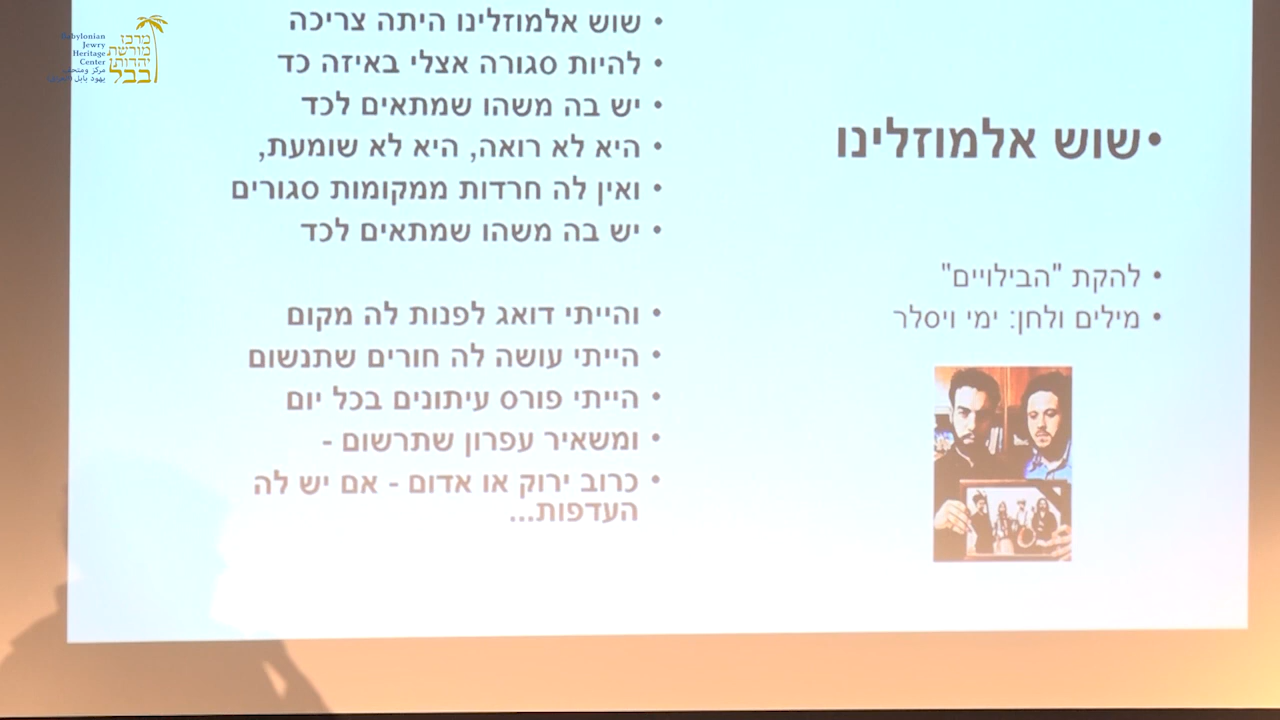 Babylonian
Jewry
Heritage
Center
مركز ومتحف
יהود
מרכז
מורשת
יהדות
בבל
• שוש אלמוזלינו
• להקת "הבילויים"
• מילים ולחן: ימי ויסלר
• שוש אלמוזלינו היתה צריכה
• להיות סגורה אצלי באיזה כד
• יש בה משהו שמתאים לכד
• היא לא רואה, היא לא שומעת,
• ואין לה חרדות ממקומות סגורים
• יש בה משהו שמתאים לכד
• והייתי דואג לפנות לה מקום
• הייתי עושה לה חורים שתנשום
• הייתי פורס עיתונים בכל יום
• ומשאיר עפרון שתרשום -
• כרוב ירוק או אדום - אם יש לה
העדפות...